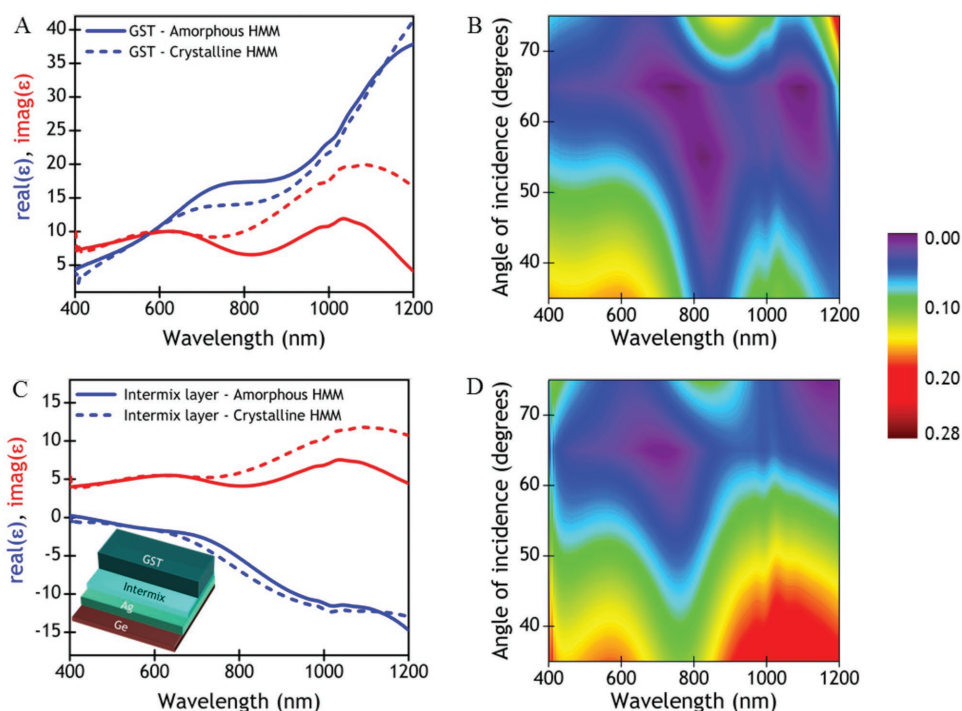 A
real(ε), imag(ε)
40
35
30
25
20
15
10
5
GST - Amorphous HMM
GST - Crystalline HMM
400 600 800 1000 1200
Wavelength (nm)
B
Angle of incidence (degrees)
70
60
50
40
400 600 800 1000 1200
Wavelength (nm)
0.00
0.10
0.20
0.28
C
real(ε), imag(ε)
15
10
5
0
-5
-10
-15
Intermix layer - Amorphous HMM
Intermix layer - Crystalline HMM
GST
Intermix
Ag
Ge
400 600 800 1000 1200
Wavelength (nm)
D
Angle of incidence (degrees)
70
60
50
40
400 600 800 1000 1200
Wavelength (nm)